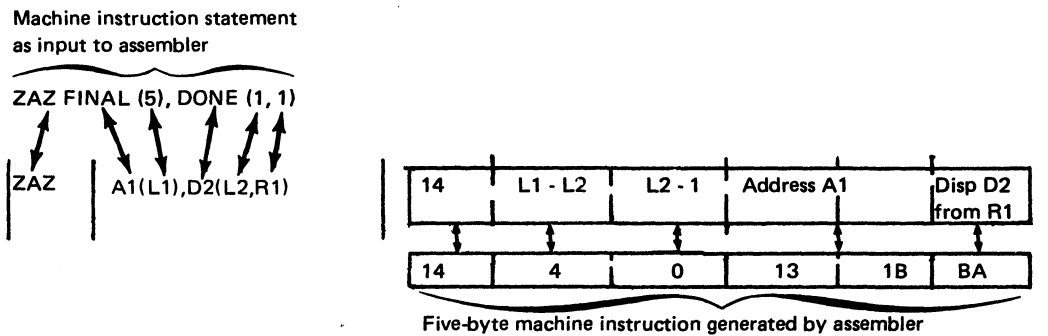 Machine instruction statement
as input to assembler
ZAZ FINAL (5), DONE (1, 1)
ZAZ A1(L1),D2(L2,R1)
14 L1 - L2 L2 - 1 Address A1 Disp D2
from R1
14 4 0 13 1B BA
Five-byte machine instruction generated by assembler